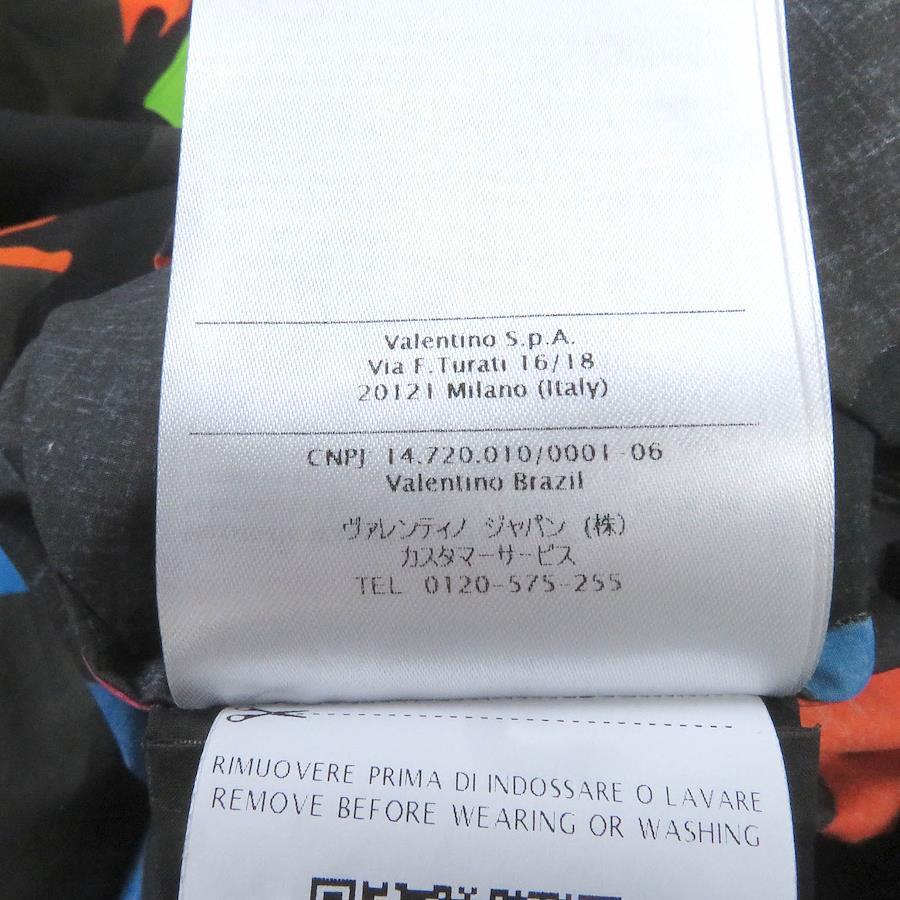 Valentino S.p.A.
Via F.Turati 16/18
20121 Milano (Italy)
CNPJ 14.720.010/0001-06
Valentino Brazil
ヴァレンティノ ジャパン (株)
カスタマーサービス
TEL 0120-575-255
RIMUOVERE PRIMA DI INDOSSARE O LAVARE
REMOVE BEFORE WEARING OR WASHING